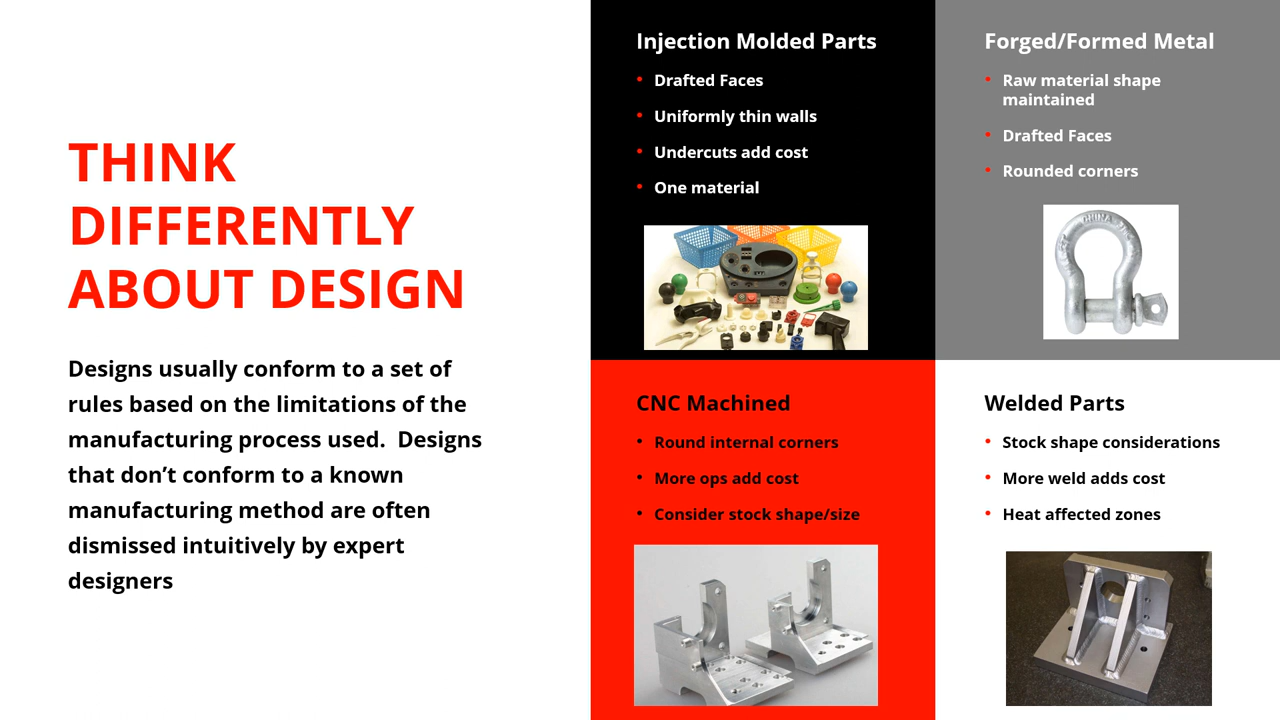 THINK
DIFFERENTLY
ABOUT DESIGN
Designs usually conform to a set of
rules based on the limitations of the
manufacturing process used.  Designs
that don’t conform to a known
manufacturing method are often
dismissed intuitively by expert
designers
Injection Molded Parts
• Drafted Faces
• Uniformly thin walls
• Undercuts add cost
• One material
Forged/Formed Metal
• Raw material shape
maintained
• Drafted Faces
• Rounded corners
CHINA
CNC Machined
• Round internal corners
• More ops add cost
• Consider stock shape/size
Welded Parts
• Stock shape considerations
• More weld adds cost
• Heat affected zones